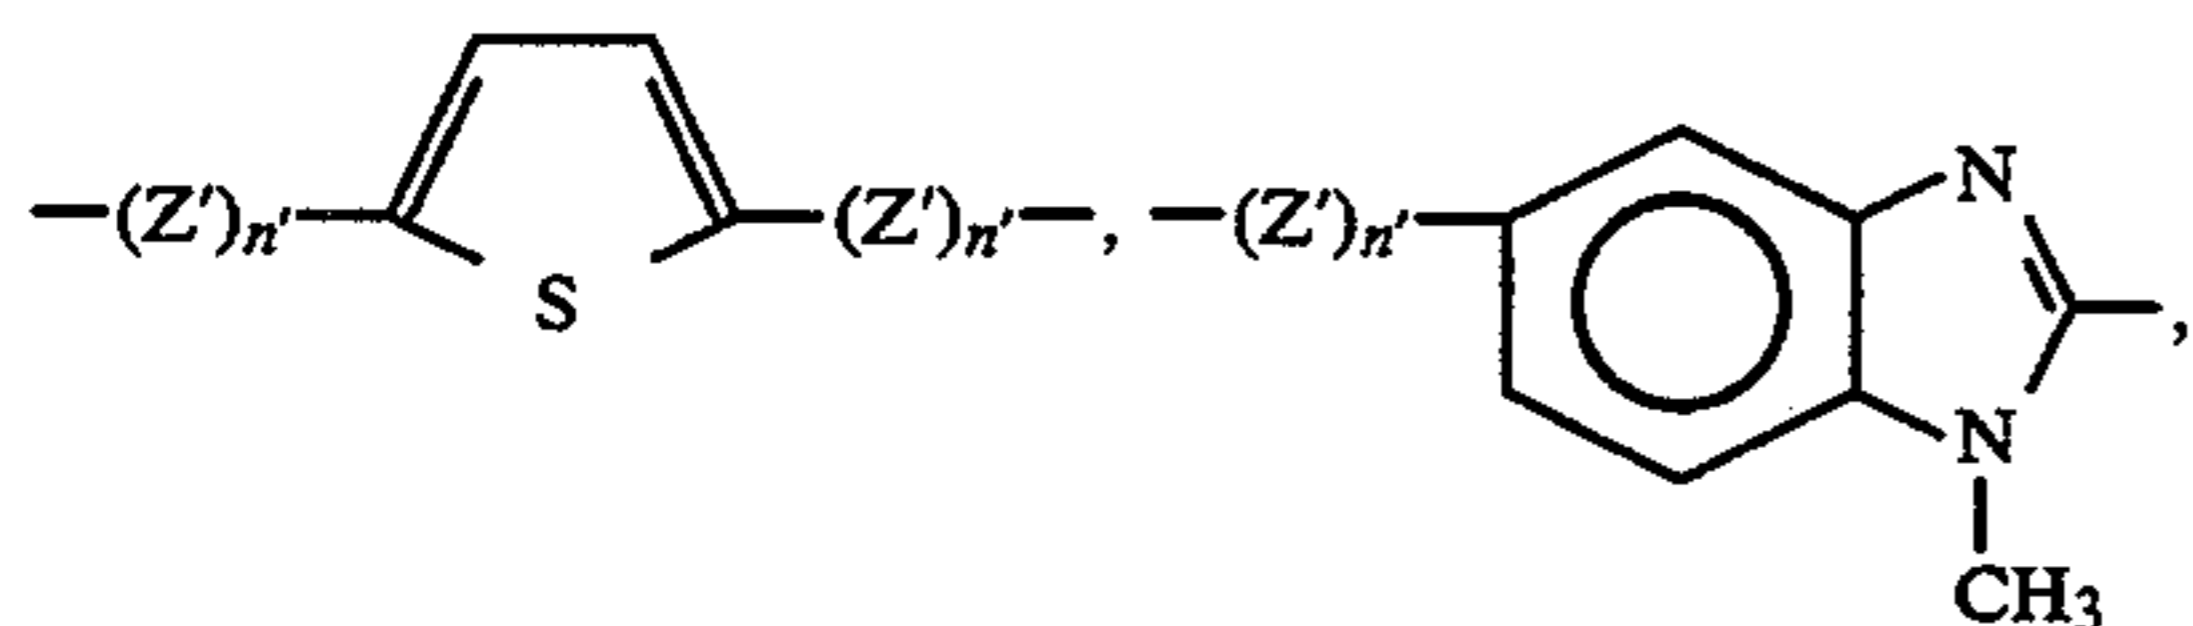 N
—(Z')n'— —(Z')n'—, —(Z')n'— —,
S
N
CH3